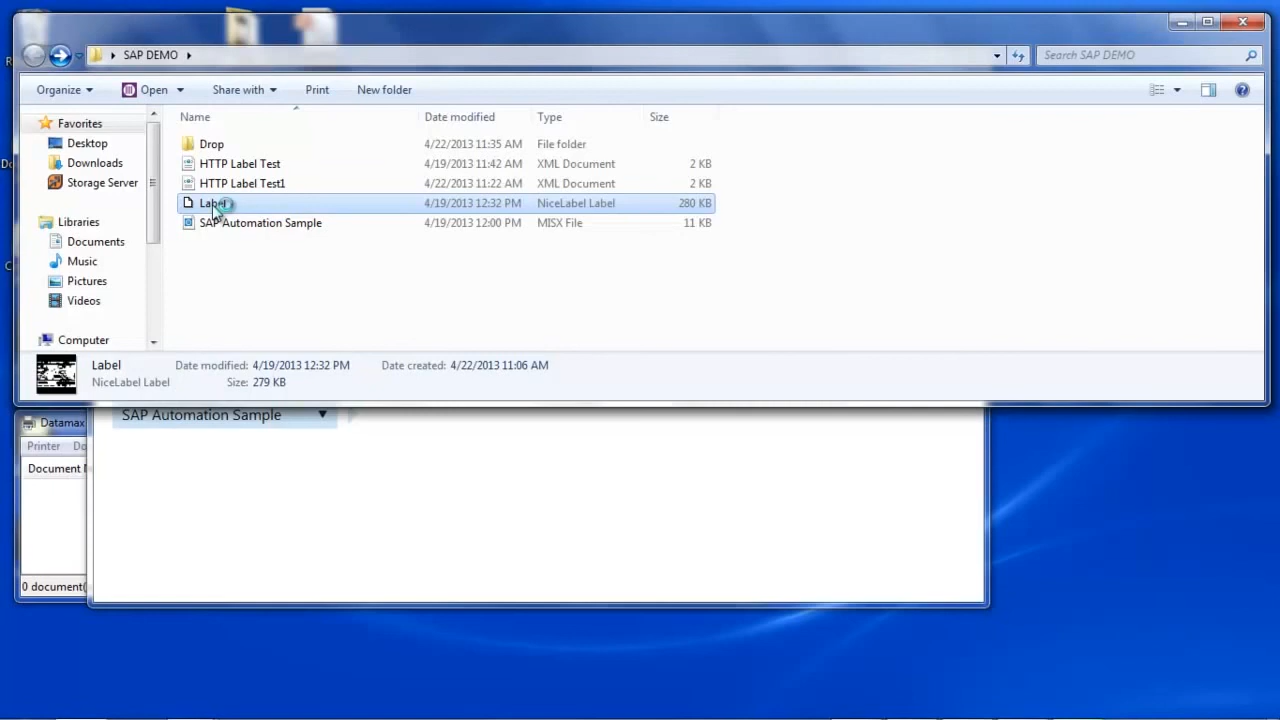 SAP DEMO
Search SAP DEMO
Organize Open Share with Print New folder
Name Date modified Type Size
Favorites
Desktop
Downloads
Storage Server
Libraries
Documents
Music
Pictures
Videos
Computer
Drop 4/22/2013 11:35 AM File folder
HTTP Label Test 4/19/2013 11:42 AM XML Document 2 KB
HTTP Label Test1 4/22/2013 11:22 AM XML Document 2 KB
Label 4/19/2013 12:32 PM NiceLabel Label 280 KB
SAP Automation Sample 4/19/2013 12:00 PM MISX File 11 KB
Label Date modified: 4/19/2013 12:32 PM Date created: 4/22/2013 11:06 AM
NiceLabel Label Size: 279 KB
SAP Automation Sample
Datamax
Printer Do
Document
0 document(